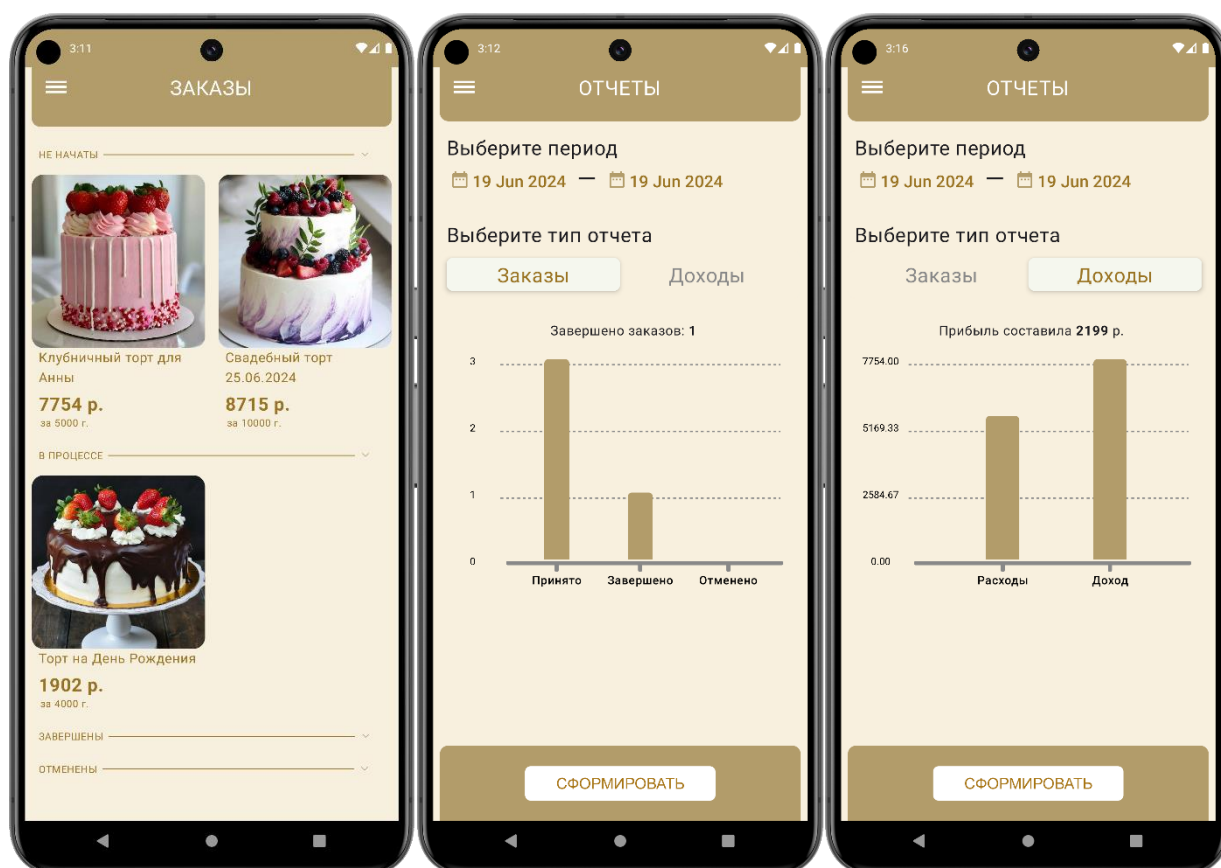 3:11
ЗАКАЗЫ
НЕ НАЧАТЫ
Клубничный торт для
Анны
7754 р.
за 5000 г.
Свадебный торт
25.06.2024
8715 р.
за 10000 г.
В ПРОЦЕССЕ
Торт на День Рождения
1902 р.
за 4000 г.
ЗАВЕРШЕНЫ
ОТМЕНЕНЫ
3:12
ОТЧЕТЫ
Выберите период
19 Jun 2024 — 19 Jun 2024
Выберите тип отчета
Заказы Доходы
Завершено заказов: 1
3
2
1
0
Принято Завершено Отменено
СФОРМИРОВАТЬ
3:16
ОТЧЕТЫ
Выберите период
19 Jun 2024 — 19 Jun 2024
Выберите тип отчета
Заказы Доходы
Прибыль составила 2199 р.
7754.00
5169.33
2584.67
0.00
Расходы Доход
СФОРМИРОВАТЬ